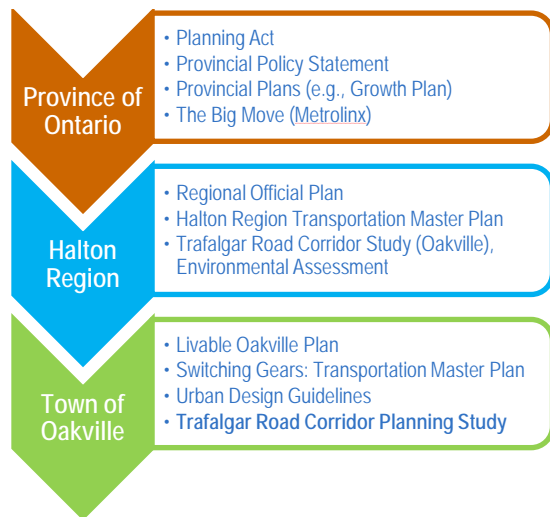 Province of
Ontario
• Planning Act
• Provincial Policy Statement
• Provincial Plans (e.g., Growth Plan)
• The Big Move (Metrolinx)
Halton
Region
• Regional Official Plan
• Halton Region Transportation Master Plan
• Trafalgar Road Corridor Study (Oakville),
Environmental Assessment
Town of
Oakville
• Livable Oakville Plan
• Switching Gears: Transportation Master Plan
• Urban Design Guidelines
• Trafalgar Road Corridor Planning Study